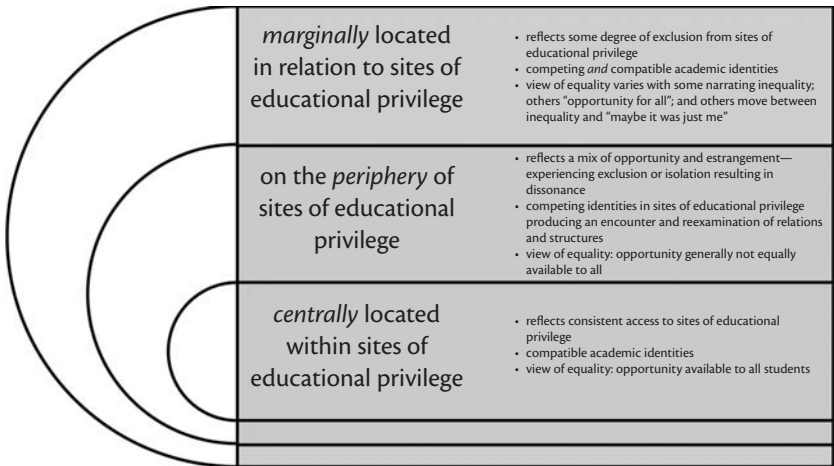 marginally located
in relation to sites of
educational privilege
• reflects some degree of exclusion from sites of
educational privilege
• competing and compatible academic identities
• view of equality varies with some narrating inequality;
others “opportunity for all”; and others move between
inequality and “maybe it was just me”
on the periphery of
sites of educational
privilege
• reflects a mix of opportunity and estrangement—
experiencing exclusion or isolation resulting in
dissonance
• competing identities in sites of educational privilege
producing an encounter and reexamination of relations
and structures
• view of equality: opportunity generally not equally
available to all
centrally located
within sites of
educational privilege
• reflects consistent access to sites of educational
privilege
• compatible academic identities
• view of equality: opportunity available to all students